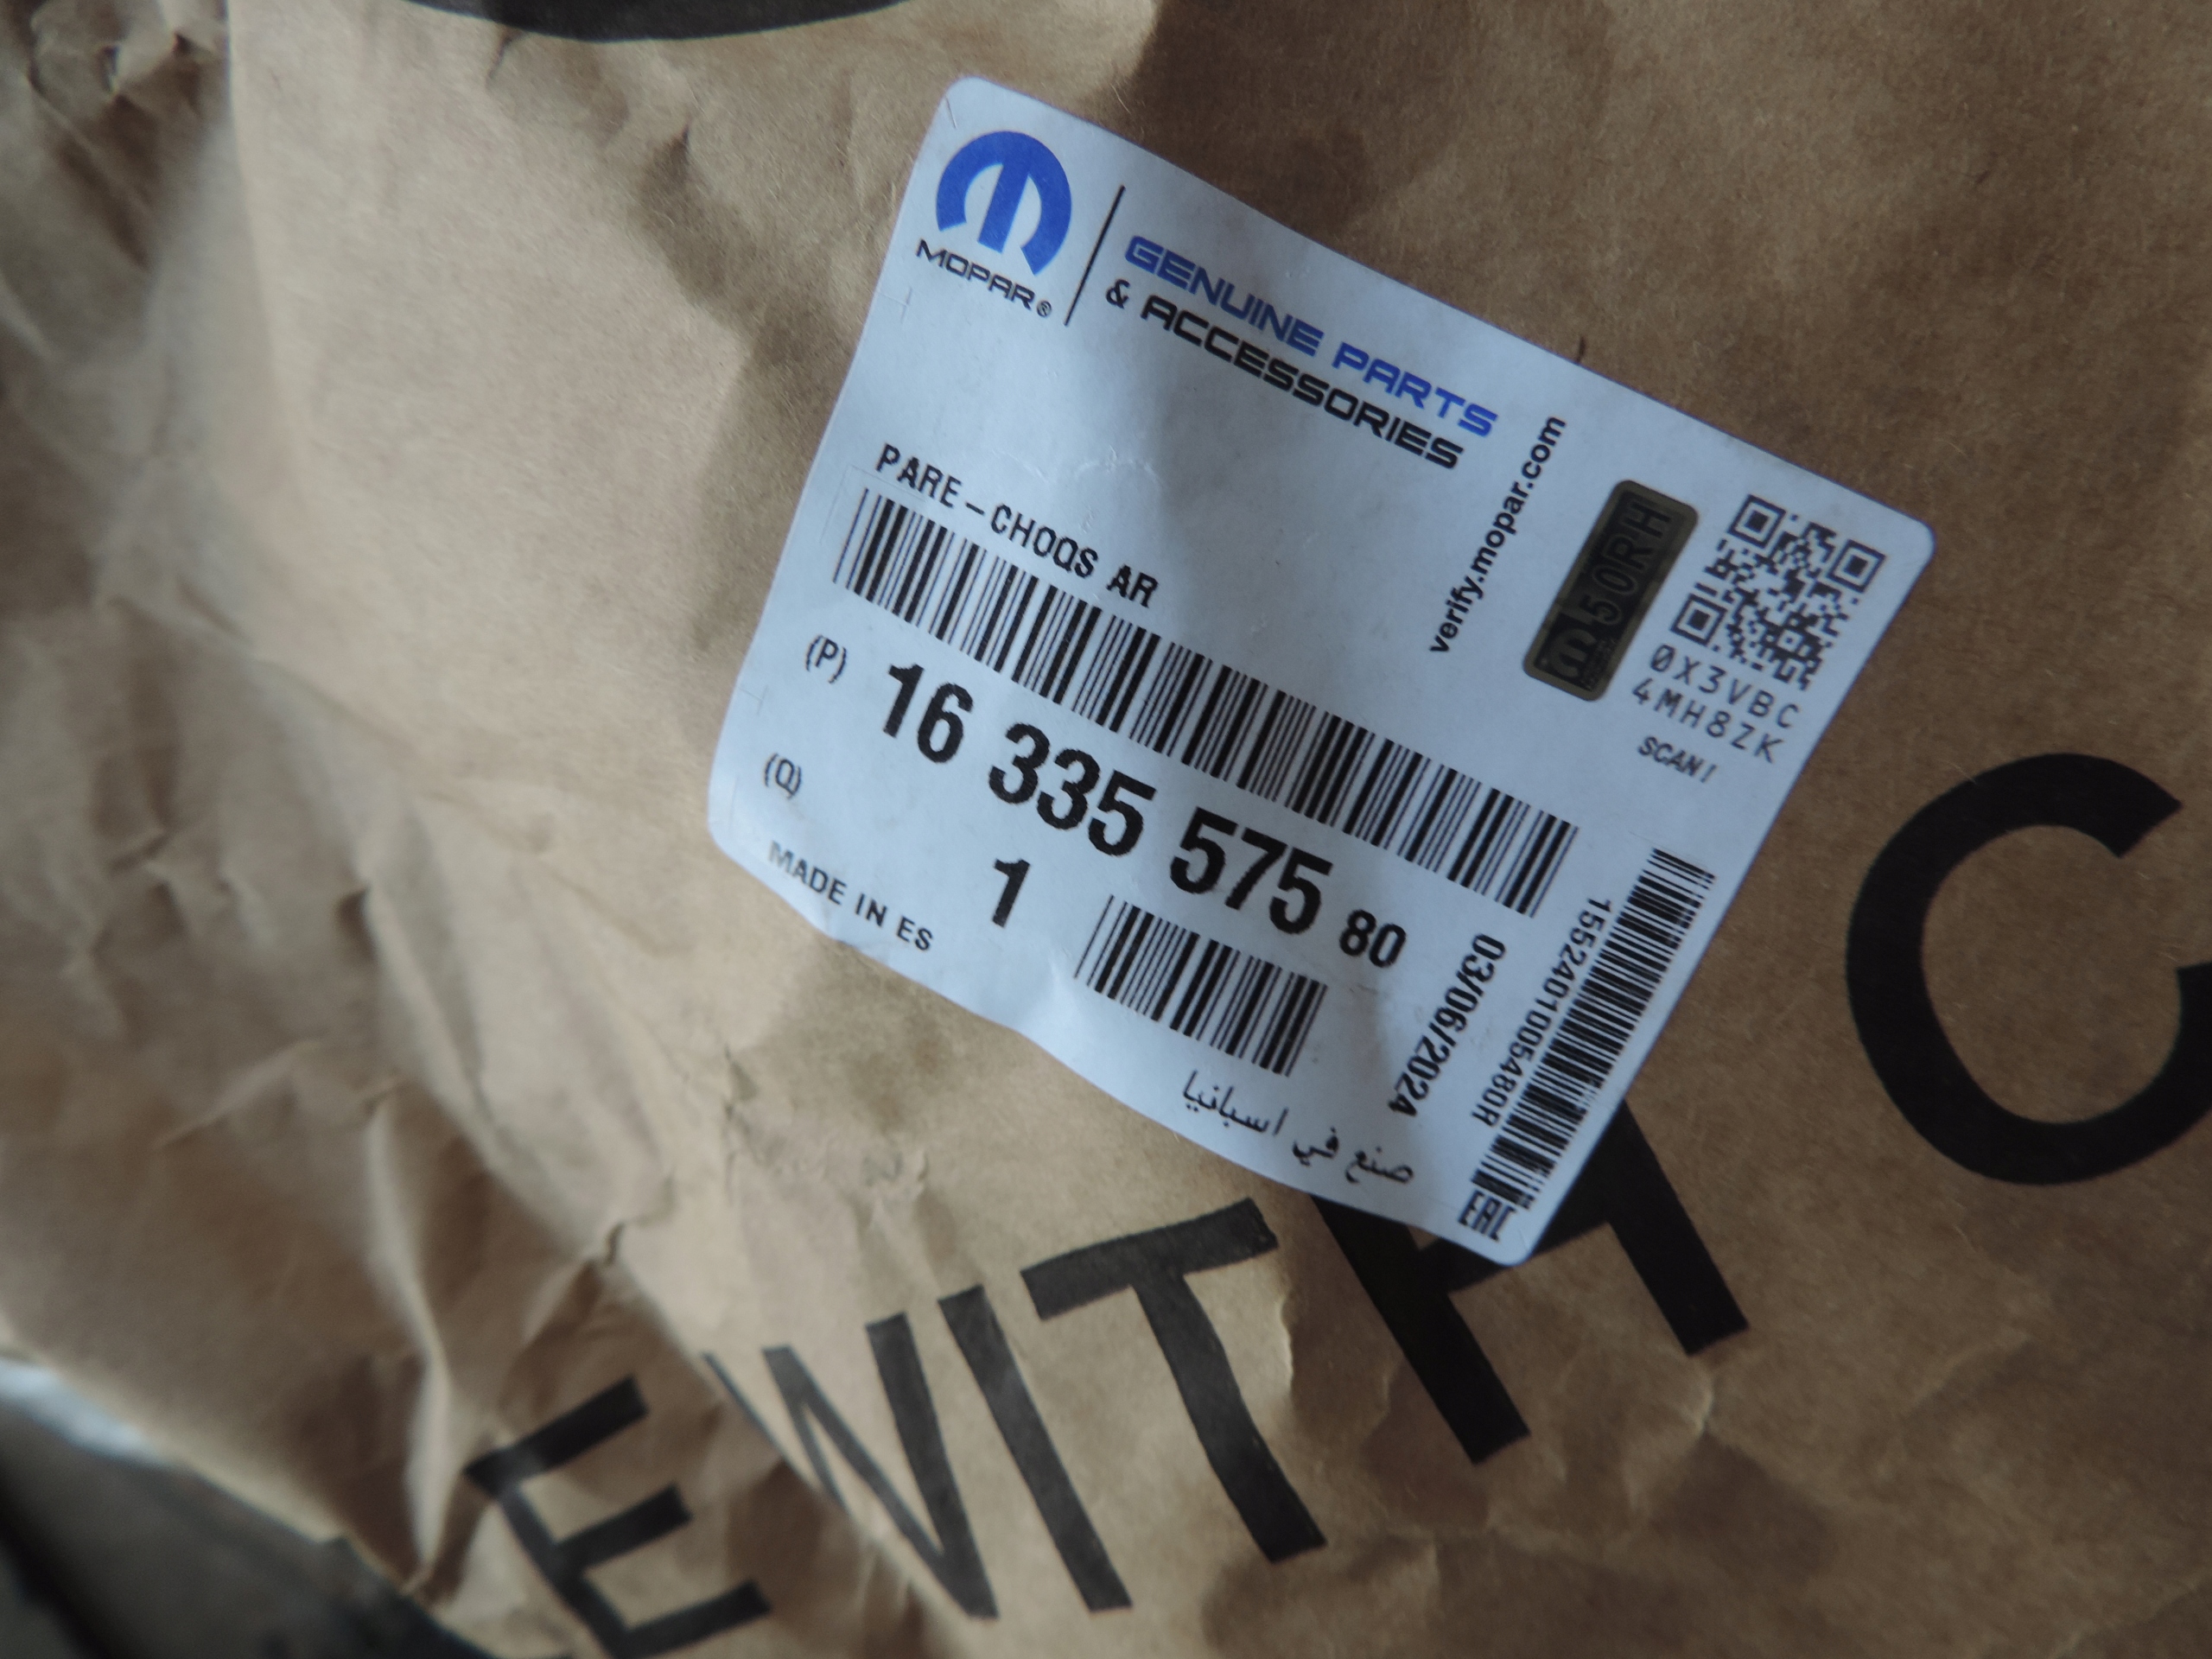 MOPAR®
GENUINE PARTS
& ACCESSORIES
verify.mopar.com
50RH
0X3VBC
4MH8ZK
SCAN!
PARE-CHOQS AR
(P) 16 335 575 80
(Q) 1
MADE IN ES
صنع في اسبانيا
03/06/2024
1552401005480R
EAC
E WITH C